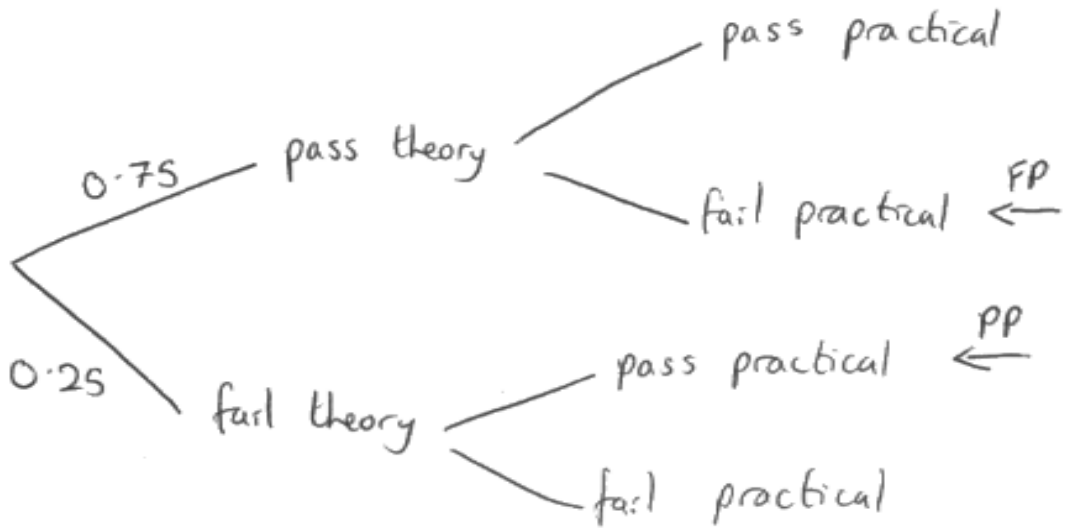 pass practical
pass theory
0.75
fail practical
FP
0.25
fail theory
pass practical
PP
fail practical